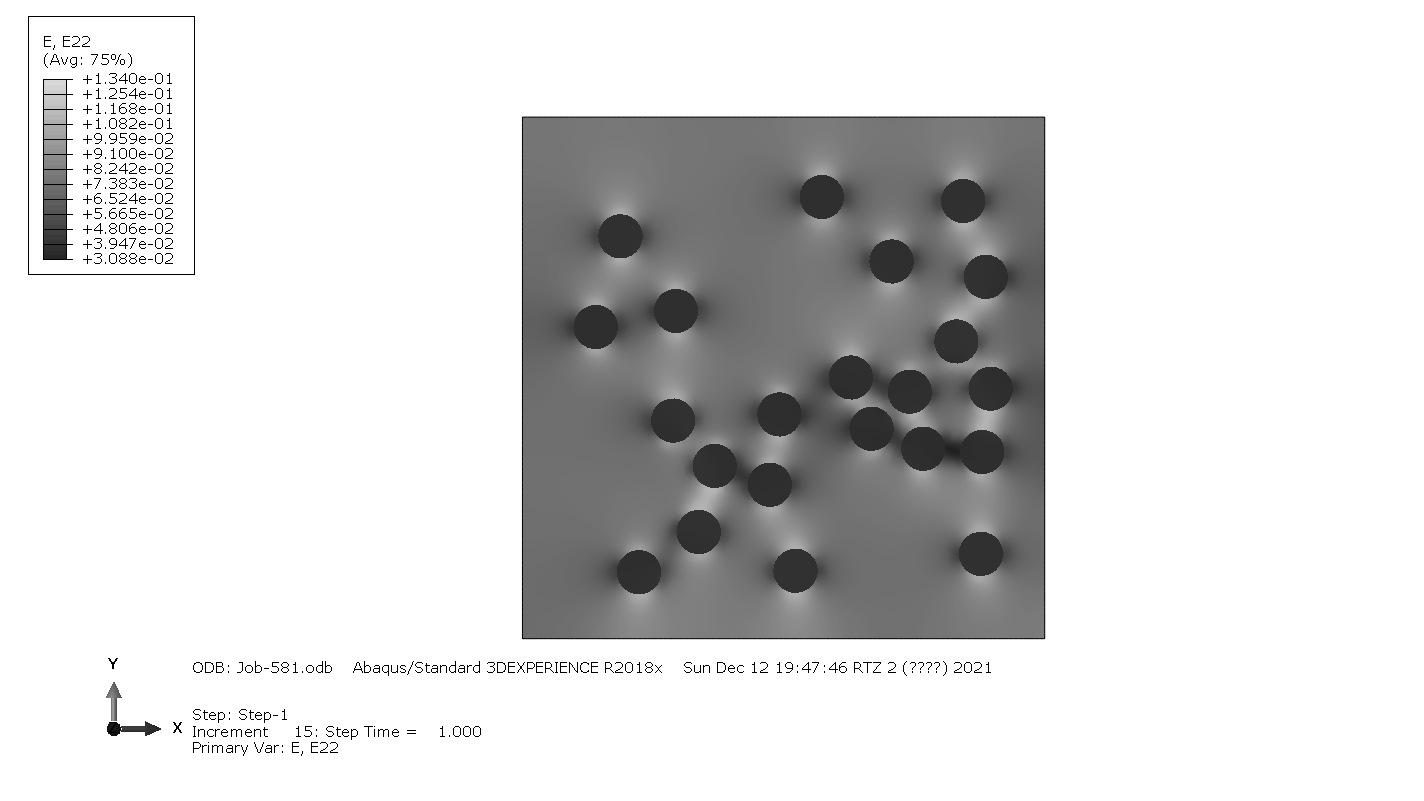 E, E22
(Avg: 75%)
+1.340e-01
+1.254e-01
+1.168e-01
+1.082e-01
+9.959e-02
+9.100e-02
+8.242e-02
+7.383e-02
+6.524e-02
+5.665e-02
+4.806e-02
+3.947e-02
+3.088e-02
Y
X
ODB: Job-581.odb Abaqus/Standard 3DEXPERIENCE R2018x Sun Dec 12 19:47:46 RTZ 2 (????) 2021
Step: Step-1
Increment 15: Step Time = 1.000
Primary Var: E, E22